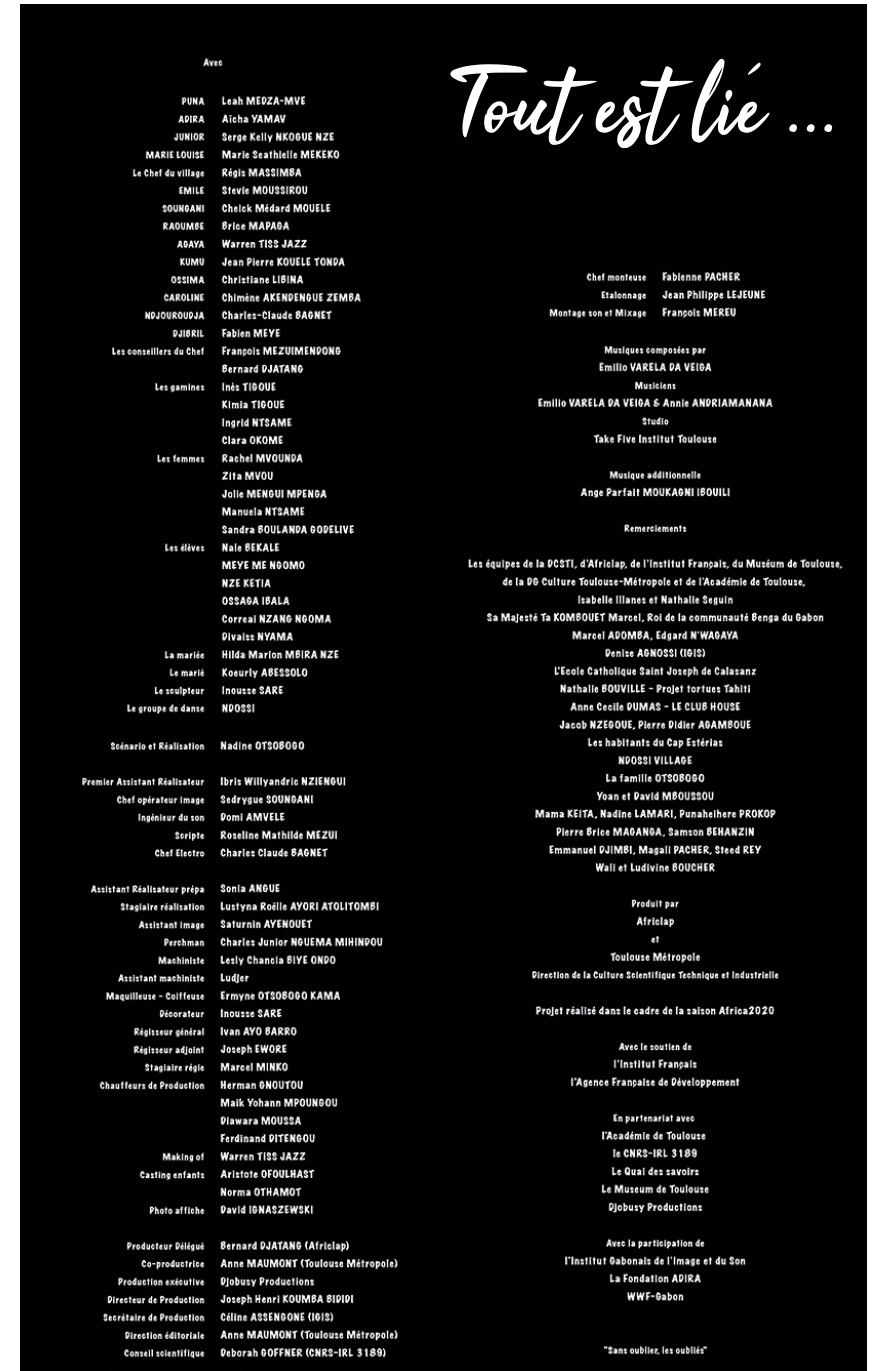 Avec
PUNA Leah MEDZA-MVE
ADIRA Aïcha YAMAV
JUNIOR Serge Kelly NKOGUE NZE
MARIE LOUISE Marie Seathielle MEKEKO
Le Chef du village Régis MASSIMBA
EMILE Stevie MOUSSIROU
SOUNGANI Cheick Médard MOUELE
RAOUMBE Brice MAPAGA
AGAYA Warren TISS JAZZ
KUMU Jean Pierre KOUELE TONDA
OSSIMA Christiane LIBINA
CAROLINE Chimène AKENDENGUE ZEMBA
NDJOUROUDJA Charles-Claude BAGNET
DJIBRIL Fabien MEYE
Les conseillers du Chef François MEZUIMENDONG
Bernard DJATANG
Les gamines Inès TIGOUE
Kimia TIGOUE
Ingrid NTSAME
Clara OKOME
Les femmes Rachel MVOUNDA
Zita MVOU
Jolie MENGUI MPENGA
Manuela NTSAME
Sandra BOULANDA GODELIVE
Les élèves Nale BEKALE
MEYE ME NGOMO
NZE KETIA
OSSAGA IBALA
Correal NZANG NGOMA
Divaiss NYAMA
La mariée Hilda Marion MBIRA NZE
Le marié Koeurly ABESSOLO
Le sculpteur Inousse SARE
Le groupe de danse NDOSSI
Scénario et Réalisation Nadine OTSOBOGO
Premier Assistant Réalisateur Ibris Willyandric NZIENGUI
Chef opérateur image Sedrygue SOUNGANI
Ingénieur du son Domi AMVELE
Scripte Roseline Mathilde MEZUI
Chef Electro Charles Claude BAGNET
Assistant Réalisateur prépa Sonia ANGUE
Stagiaire réalisation Lustyna Roëlle AYORI ATOLITOMBI
Assistant image Saturnin AYENOUET
Perchman Charles Junior NGUEMA MIHINDOU
Machiniste Lesly Chancia BIYE ONDO
Assistant machiniste Ludjer
Maquilleuse - Coiffeuse Ermyne OTSOBOGO KAMA
Décorateur Inousse SARE
Régisseur général Ivan AYO BARRO
Régisseur adjoint Joseph EWORE
Stagiaire régie Marcel MINKO
Chauffeurs de Production Herman GNOUTOU
Maik Yohann MPOUNGOU
Diawara MOUSSA
Ferdinand DITENGOU
Making of Warren TISS JAZZ
Casting enfants Aristote OFOULHAST
Norma OTHAMOT
Photo affiche David IGNASZEWSKI
Producteur Délégué Bernard DJATANG (Africlap)
Co-productrice Anne MAUMONT (Toulouse Métropole)
Production exécutive Djobusy Productions
Directeur de Production Joseph Henri KOUMBA BIDIDI
Secrétaire de Production Céline ASSENGONE (IGIS)
Direction éditoriale Anne MAUMONT (Toulouse Métropole)
Conseil scientifique Deborah GOFFNER (CNRS-IRL 3189)
Tout est lié ...
Chef monteuse Fabienne PACHER
Etalonnage Jean Philippe LEJEUNE
Montage son et Mixage François MEREU
Musiques composées par
Emilio VARELA DA VEIGA
Musiciens
Emilio VARELA DA VEIGA & Annie ANDRIAMANANA
Studio
Take Five Institut Toulouse
Musique additionnelle
Ange Parfait MOUKAGNI IBOUILI
Remerciements
Les équipes de la DCSTI, d'Africlap, de l'Institut Français, du Muséum de Toulouse,
de la DG Culture Toulouse-Métropole et de l'Académie de Toulouse,
Isabelle Illanes et Nathalie Seguin
Sa Majesté Ta KOMBOUET Marcel, Roi de la communauté Benga du Gabon
Marcel ADOMBA, Edgard N'WAGAYA
Denise AGNOSSI (IGIS)
L'Ecole Catholique Saint Joseph de Calasanz
Nathalie BOUVILLE - Projet tortues Tahiti
Anne Cecile DUMAS - LE CLUB HOUSE
Jacob NZEGOUE, Pierre Didier AGAMBOUE
Les habitants du Cap Estérias
NDOSSI VILLAGE
La famille OTSOBOGO
Yoan et David MBOUSSOU
Mama KEITA, Nadine LAMARI, Punaheihere PROKOP
Pierre Brice MAGANGA, Samson BEHANZIN
Emmanuel DJIMBI, Magali PACHER, Steed REY
Wali et Ludivine BOUCHER
Produit par
Africlap
et
Toulouse Métropole
Direction de la Culture Scientifique Technique et Industrielle
Projet réalisé dans le cadre de la saison Africa2020
Avec le soutien de
l'Institut Français
l'Agence Française de Développement
En partenariat avec
l'Académie de Toulouse
le CNRS-IRL 3189
Le Quai des savoirs
Le Museum de Toulouse
Djobusy Productions
Avec la participation de
l'Institut Gabonais de l'Image et du Son
La Fondation ADIRA
WWF-Gabon
"Sans oublier, les oubliés"